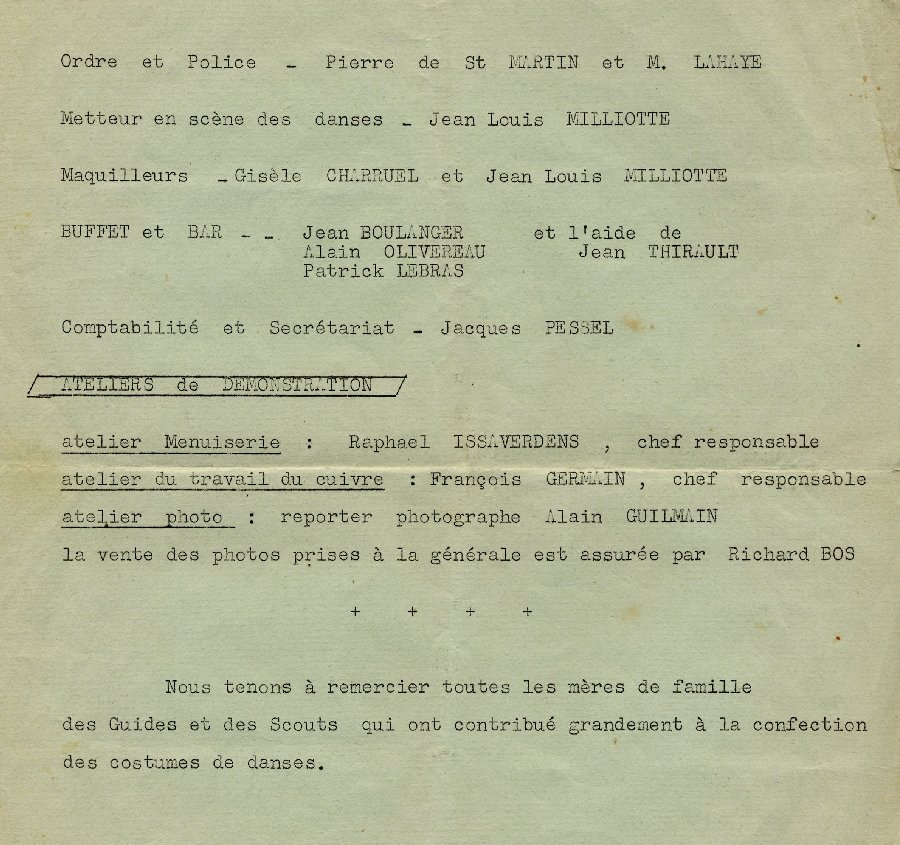 Ordre et Police - Pierre de St MARTIN et M. LAHAYE
Metteur en scène des danses - Jean Louis MILLIOTTE
Maquilleurs - Gisèle CHARRUEL et Jean Louis MILLIOTTE
BUFFET et BAR - - Jean BOULANGER et l'aide de
Alain OLIVEREAU Jean THIRAULT
Patrick LEBRAS
Comptabilité et Secrétariat - Jacques PESSEL
ATELIERS de DEMONSTRATION
atelier Menuiserie : Raphael ISSAVERDENS , chef responsable
atelier du travail du cuivre : François GERMAIN , chef responsable
atelier photo : reporter photographe Alain GUILMAIN
la vente des photos prises à la générale est assurée par Richard BOS
+ + + +
Nous tenons à remercier toutes les mères de famille
des Guides et des Scouts qui ont contribué grandement à la confection
des costumes de danses.